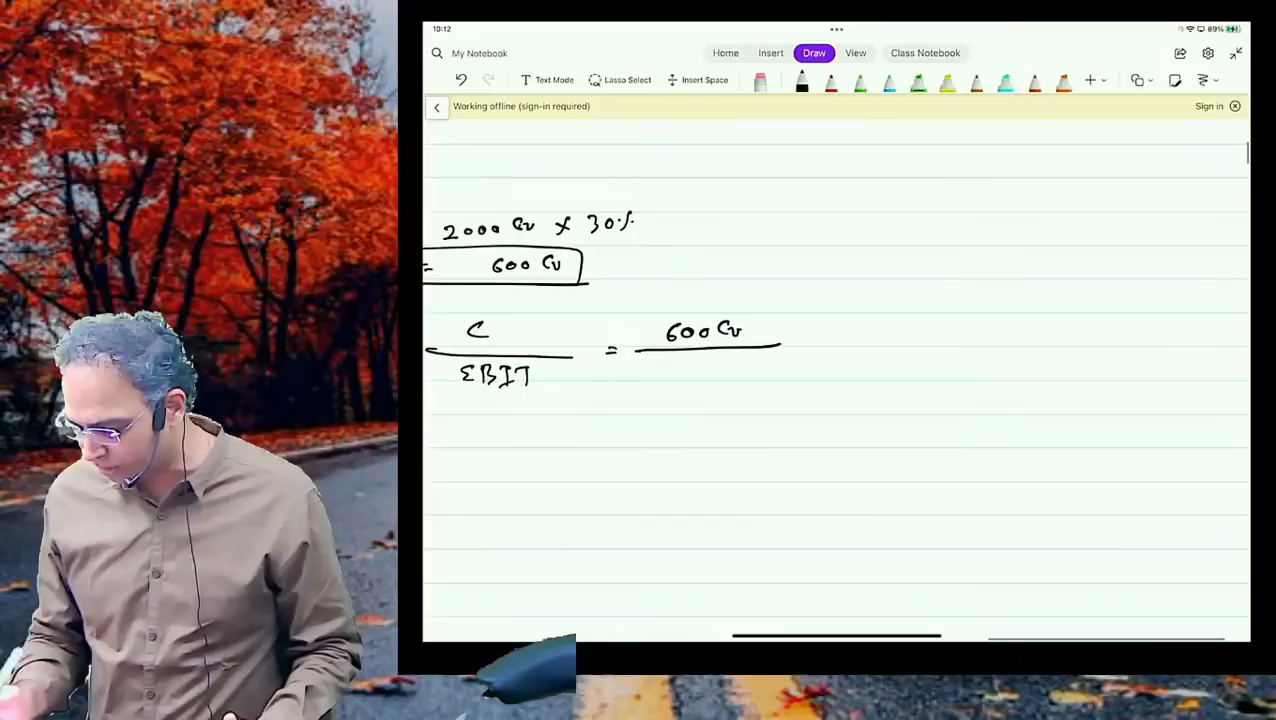 10:12
89%
My Notebook
Home Insert Draw View Class Notebook
Text Mode Lasso Select Insert Space
Working offline (sign-in required) Sign in
2000 Cr x 30%
= 600 Cr
C
= 600 Cr
EBIT